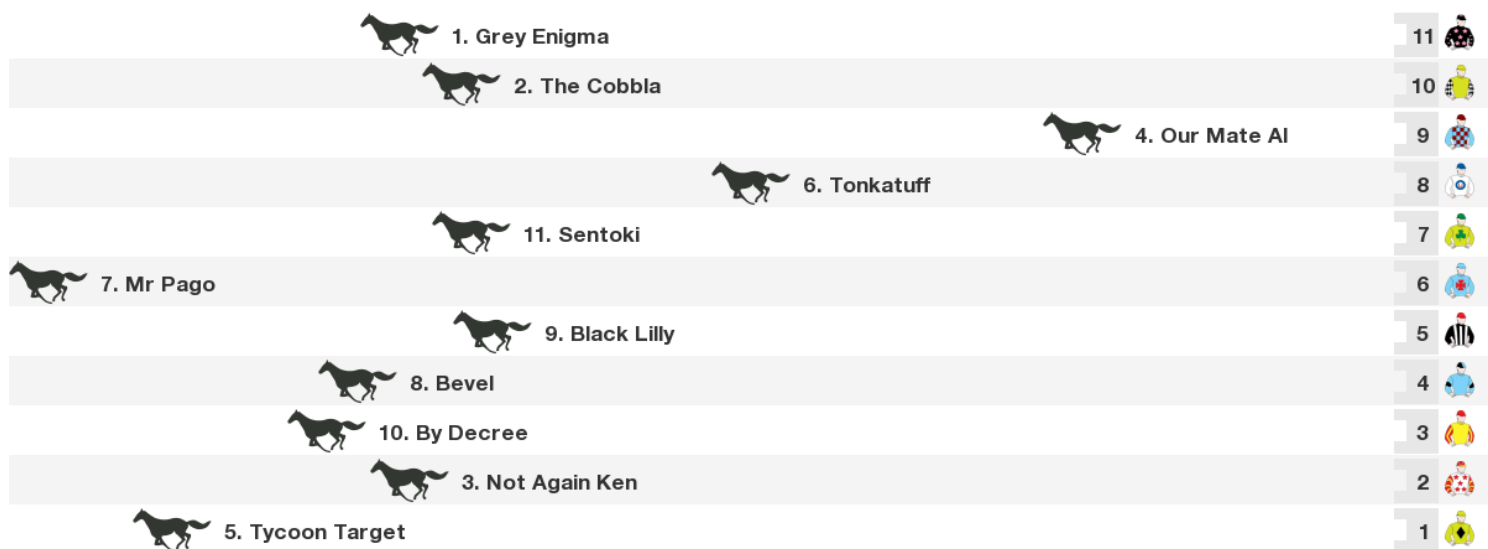 1. Grey Enigma 11
2. The Cobbla 10
4. Our Mate Al 9
6. Tonkatuff 8
11. Sentoki 7
7. Mr Pago 6
9. Black Lilly 5
8. Bevel 4
10. By Decree 3
3. Not Again Ken 2
5. Tycoon Target 1